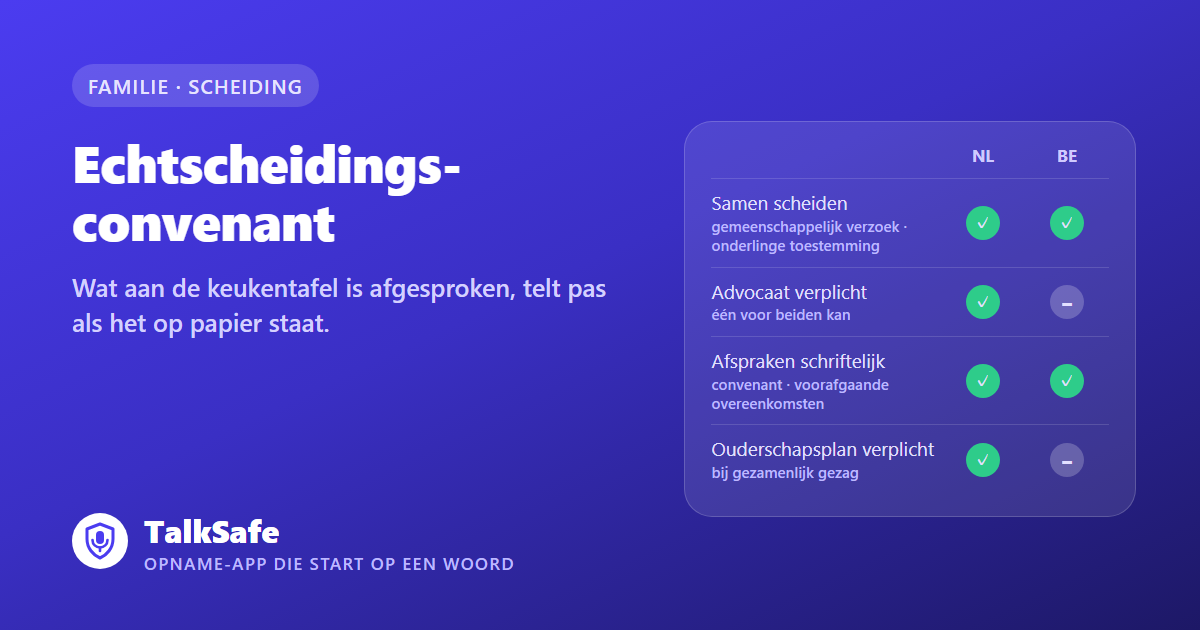 FAMILIE · SCHEIDING
Echtscheidings-
convenant
Wat aan de keukentafel is afgesproken, telt pas
als het op papier staat.
NL BE
Samen scheiden
gemeenschappelijk verzoek ·
onderlinge toestemming
✓ ✓
Advocaat verplicht
één voor beiden kan
✓ –
Afspraken schriftelijk
convenant · voorafgaande
overeenkomsten
✓ ✓
Ouderschapsplan verplicht
bij gezamenlijk gezag
✓ –
TalkSafe
OPNAME-APP DIE START OP EEN WOORD